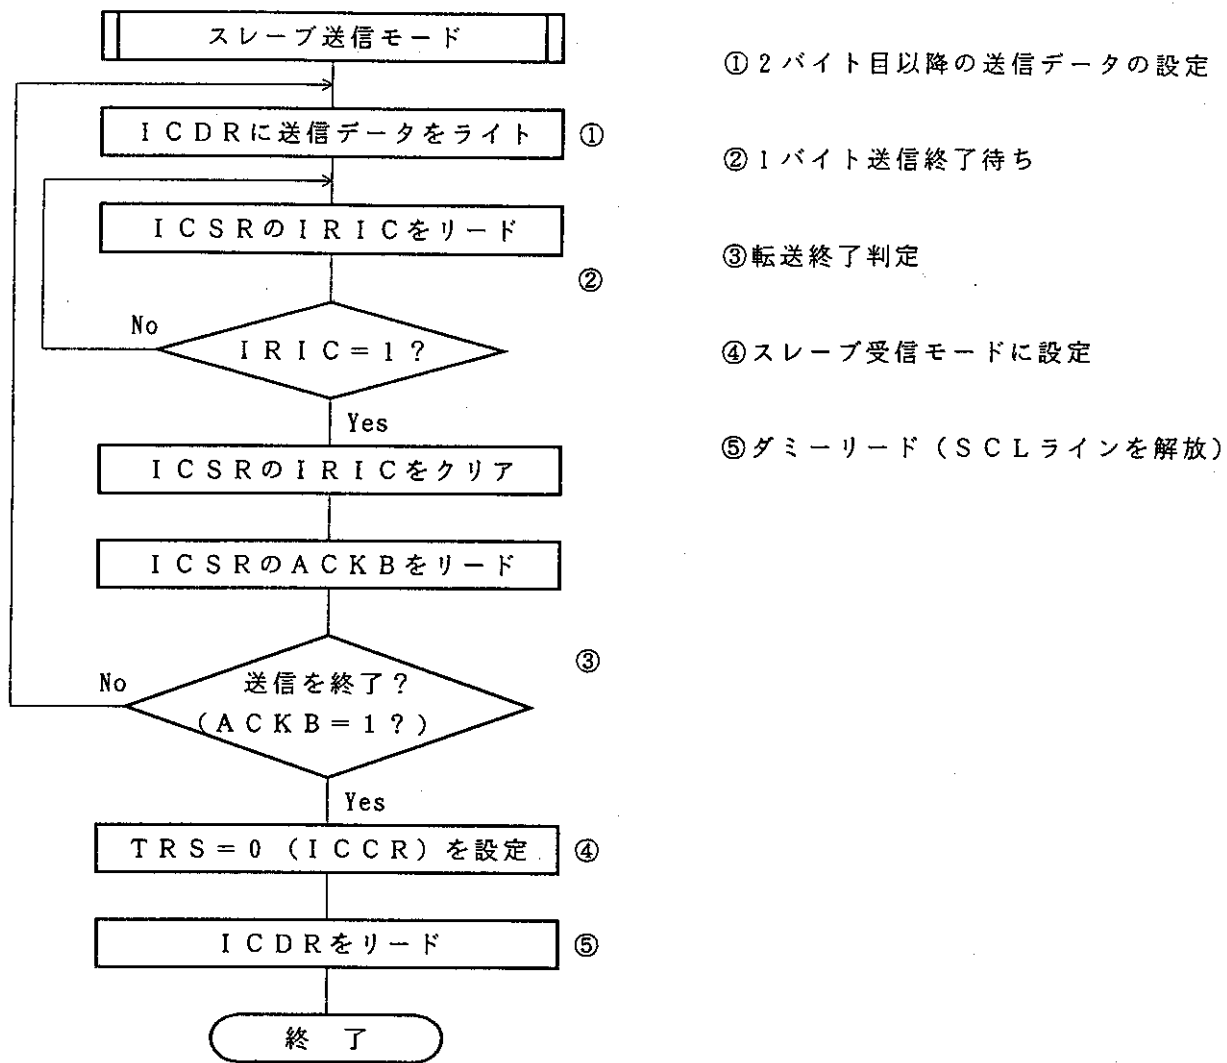 スレーブ送信モード
①2バイト目以降の送信データの設定
ICDRに送信データをライト ①
②1バイト送信終了待ち
ICSRのIRICをリード
③転送終了判定
②
No
IRIC=1?
④スレーブ受信モードに設定
Yes
⑤ダミーリード(SCLラインを解放)
ICSRのIRICをクリア
ICSRのACKBをリード
③
No
送信を終了?
(ACKB=1?)
Yes
TRS=0(ICCR)を設定 ④
ICDRをリード ⑤
終了